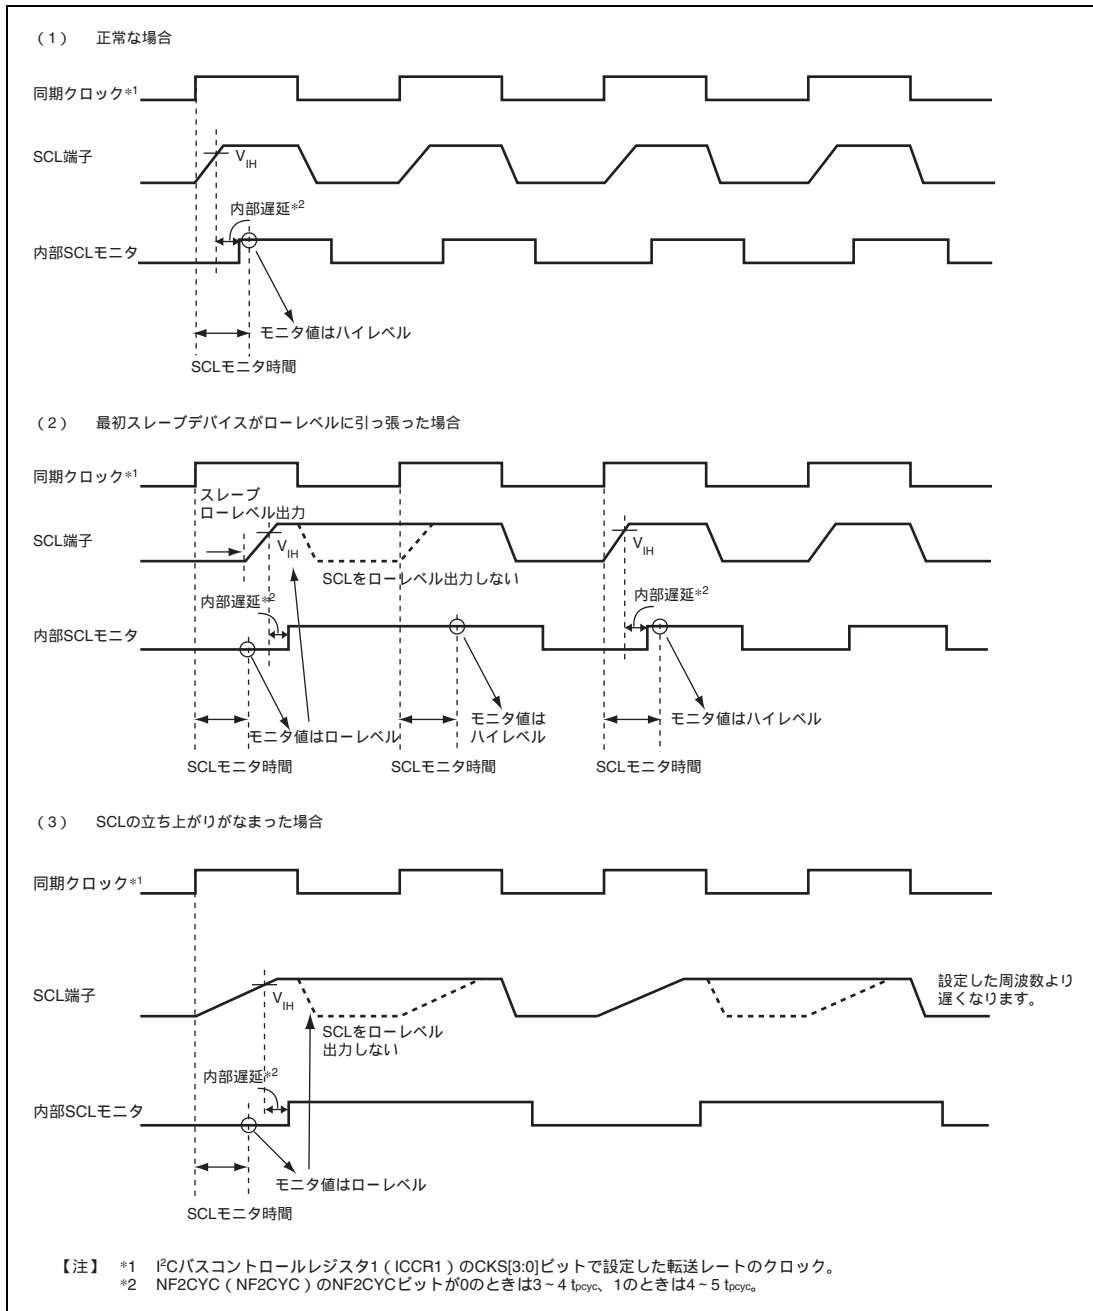 (1) 正常な場合
同期クロック*1
SCL端子
VIH
内部遅延*2
内部SCLモニタ
モニタ値はハイレベル
SCLモニタ時間
(2) 最初スレーブデバイスがローレベルに引っ張った場合
同期クロック*1
スレーブ
ローレベル出力
SCL端子
VIH
VIH
SCLをローレベル出力しない
内部遅延*2
内部遅延*2
内部SCLモニタ
モニタ値はローレベル
モニタ値は
ハイレベル
モニタ値はハイレベル
SCLモニタ時間
SCLモニタ時間
SCLモニタ時間
(3) SCLの立ち上がりがなまった場合
同期クロック*1
SCL端子
VIH
設定した周波数より
遅くなります。
SCLをローレベル
出力しない
内部遅延*2
内部SCLモニタ
モニタ値はローレベル
SCLモニタ時間
【注】 *1 I²Cバスコントロールレジスタ1(ICCR1)のCKS[3:0]ビットで設定した転送レートのクロック。
*2 NF2CYC(NF2CYC)のNF2CYCビットが0のときは3~4 tpcyc、1のときは4~5 tpcyc。